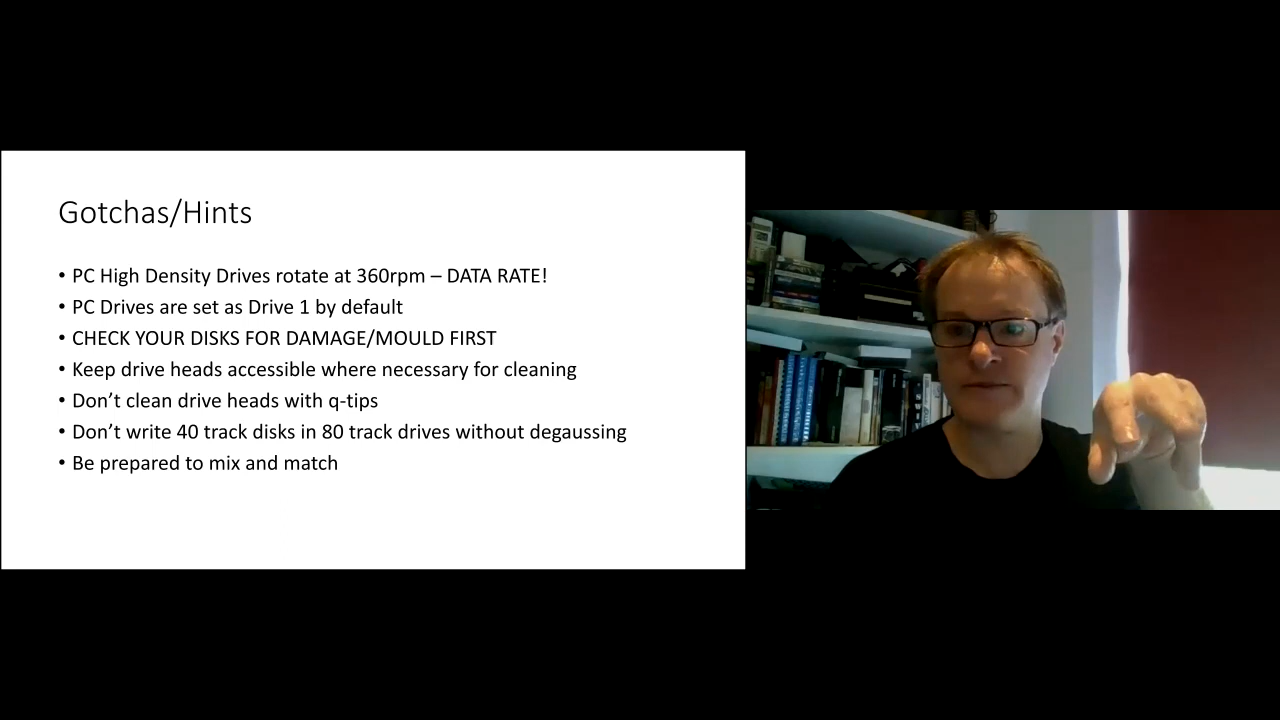 Gotchas/Hints
• PC High Density Drives rotate at 360rpm – DATA RATE!
• PC Drives are set as Drive 1 by default
• CHECK YOUR DISKS FOR DAMAGE/MOULD FIRST
• Keep drive heads accessible where necessary for cleaning
• Don’t clean drive heads with q-tips
• Don’t write 40 track disks in 80 track drives without degaussing
• Be prepared to mix and match